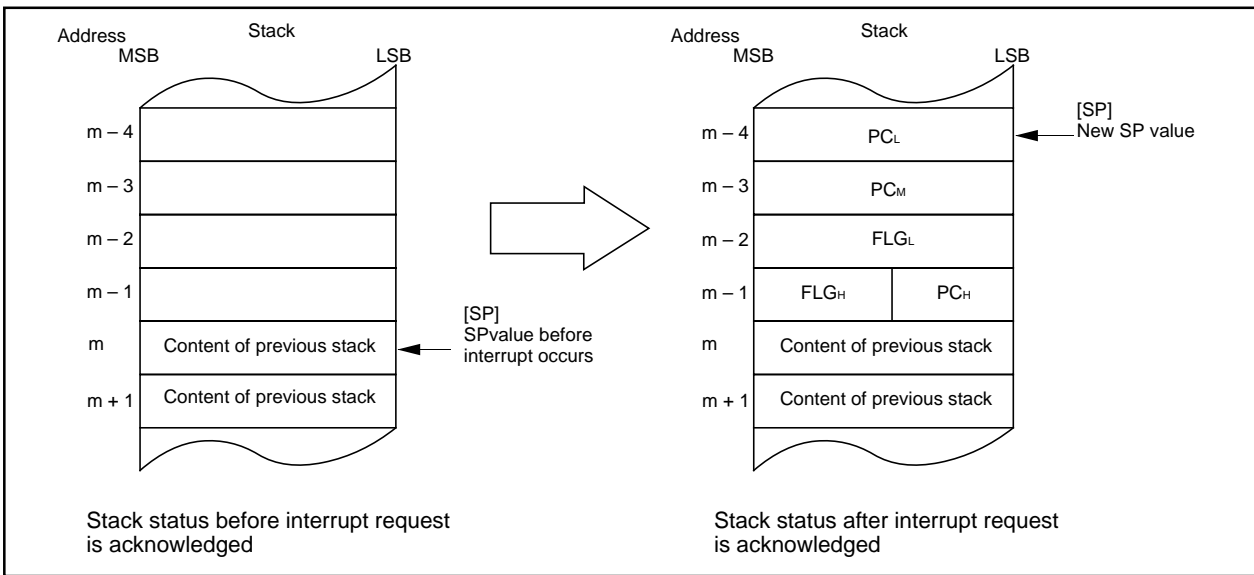 Address
MSB
Stack
LSB
m – 4
m – 3
m – 2
m – 1
m
Content of previous stack
m + 1
Content of previous stack
[SP]
SPvalue before
interrupt occurs
Stack status before interrupt request
is acknowledged
Address
MSB
Stack
LSB
m – 4
PCL
[SP]
New SP value
m – 3
PCM
m – 2
FLGL
m – 1
FLGH
PCH
m
Content of previous stack
m + 1
Content of previous stack
Stack status after interrupt request
is acknowledged